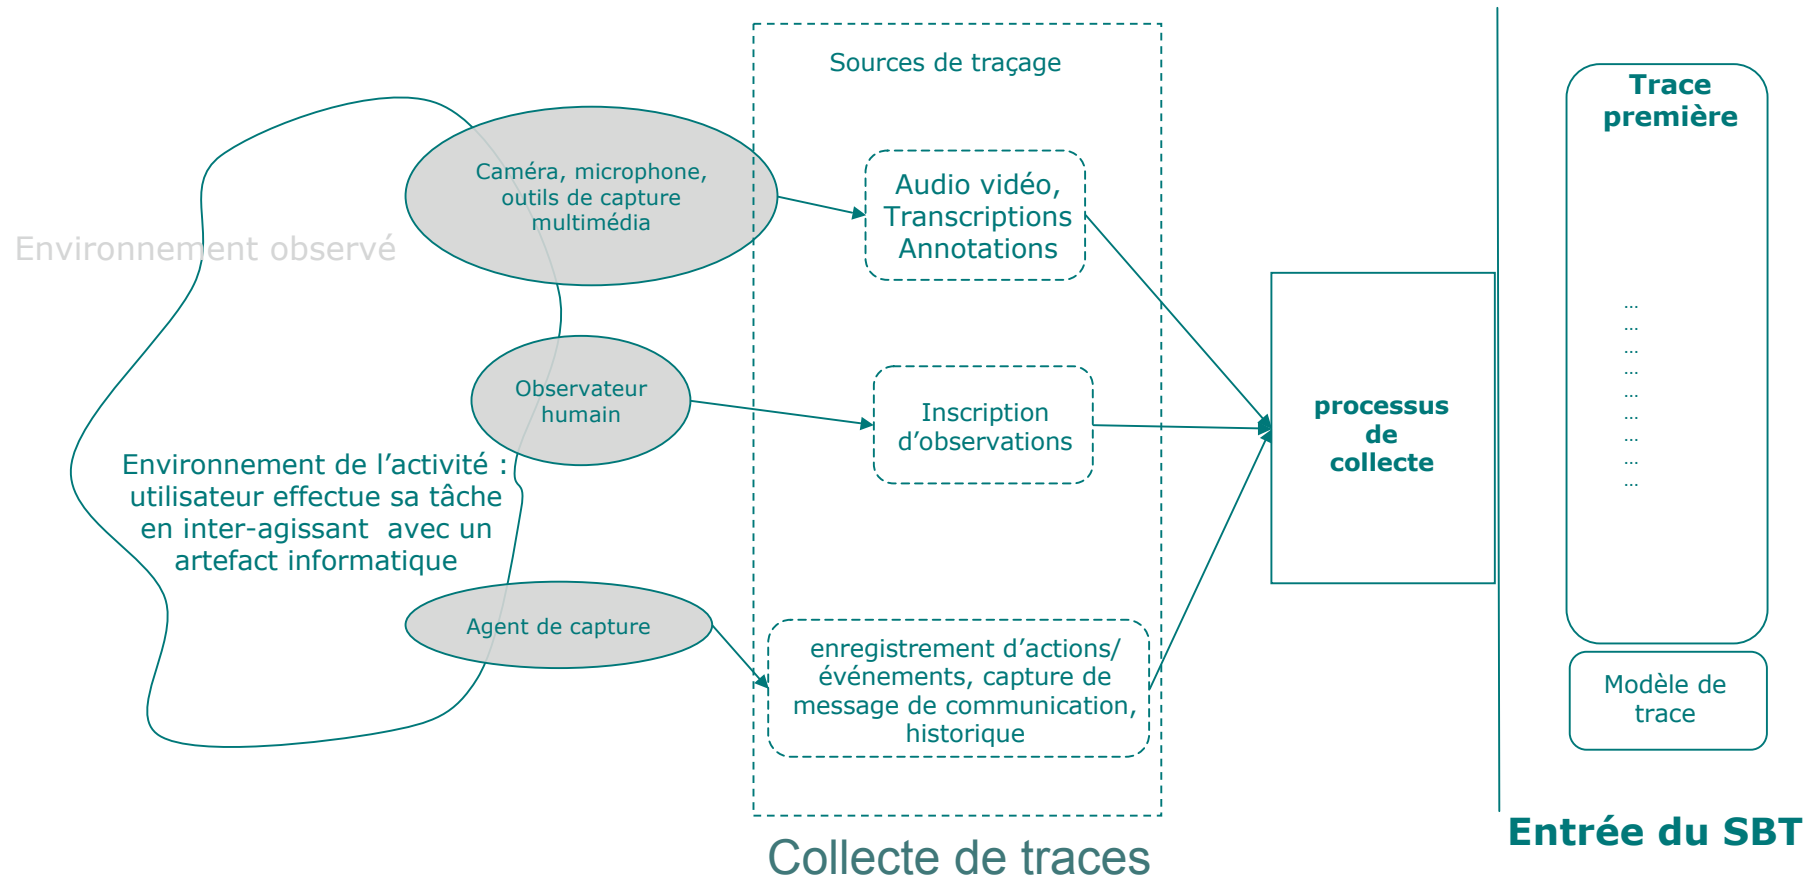 Sources de traçage
Trace
première
Caméra, microphone,
outils de capture
multimédia
Audio vidéo,
Transcriptions
Annotations
Environnement observé
...
...
...
...
...
...
...
...
...
Observateur
humain
Inscription
d’observations
processus
de
collecte
Environnement de l’activité :
utilisateur effectue sa tâche
en inter-agissant avec un
artefact informatique
Agent de capture
enregistrement d’actions/
événements, capture de
message de communication,
historique
Modèle de
trace
Entrée du SBT
Collecte de traces